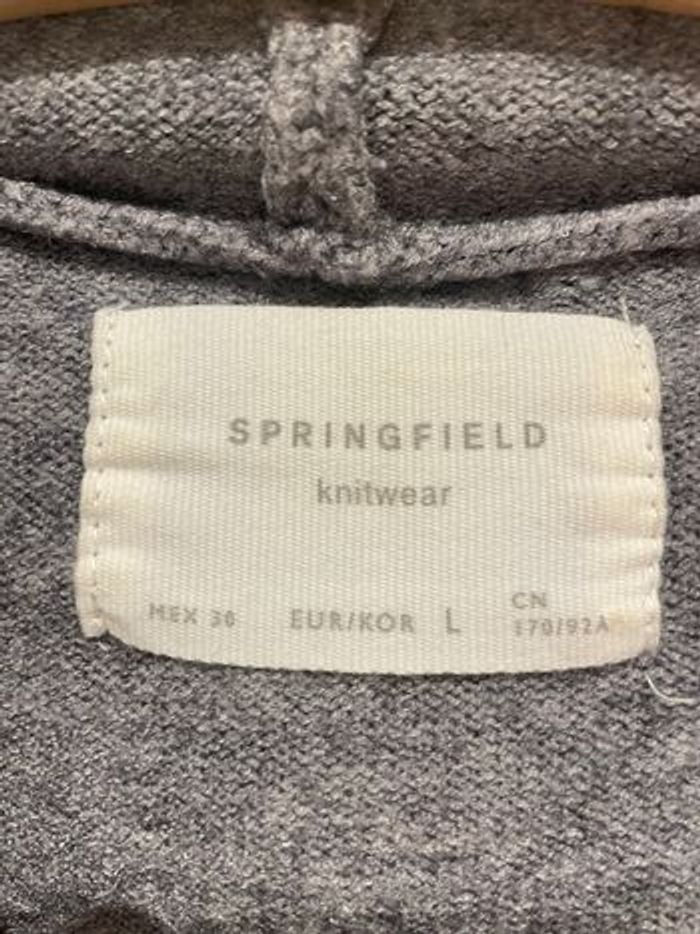 SPRINGFIELD
knitwear
MEX 30 EUR/KOR L CN 170/92A